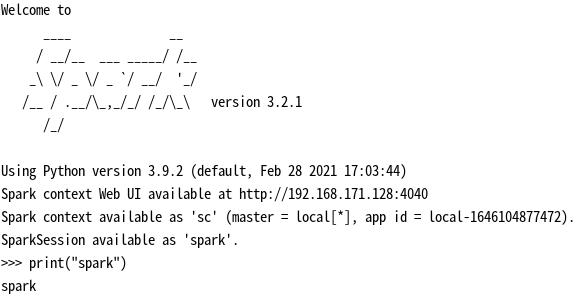 Welcome to
      ____              __
     / __/__  ___ _____/ /__
    _\ \/ _ \/ _ `/ __/  '_/
   /__ / .__/\_,_/_/ /_/\_\   version 3.2.1
      /_/

Using Python version 3.9.2 (default, Feb 28 2021 17:03:44)
Spark context Web UI available at http://192.168.171.128:4040
Spark context available as 'sc' (master = local[*], app id = local-1646104877472).
SparkSession available as 'spark'.
>>> print("spark")
spark